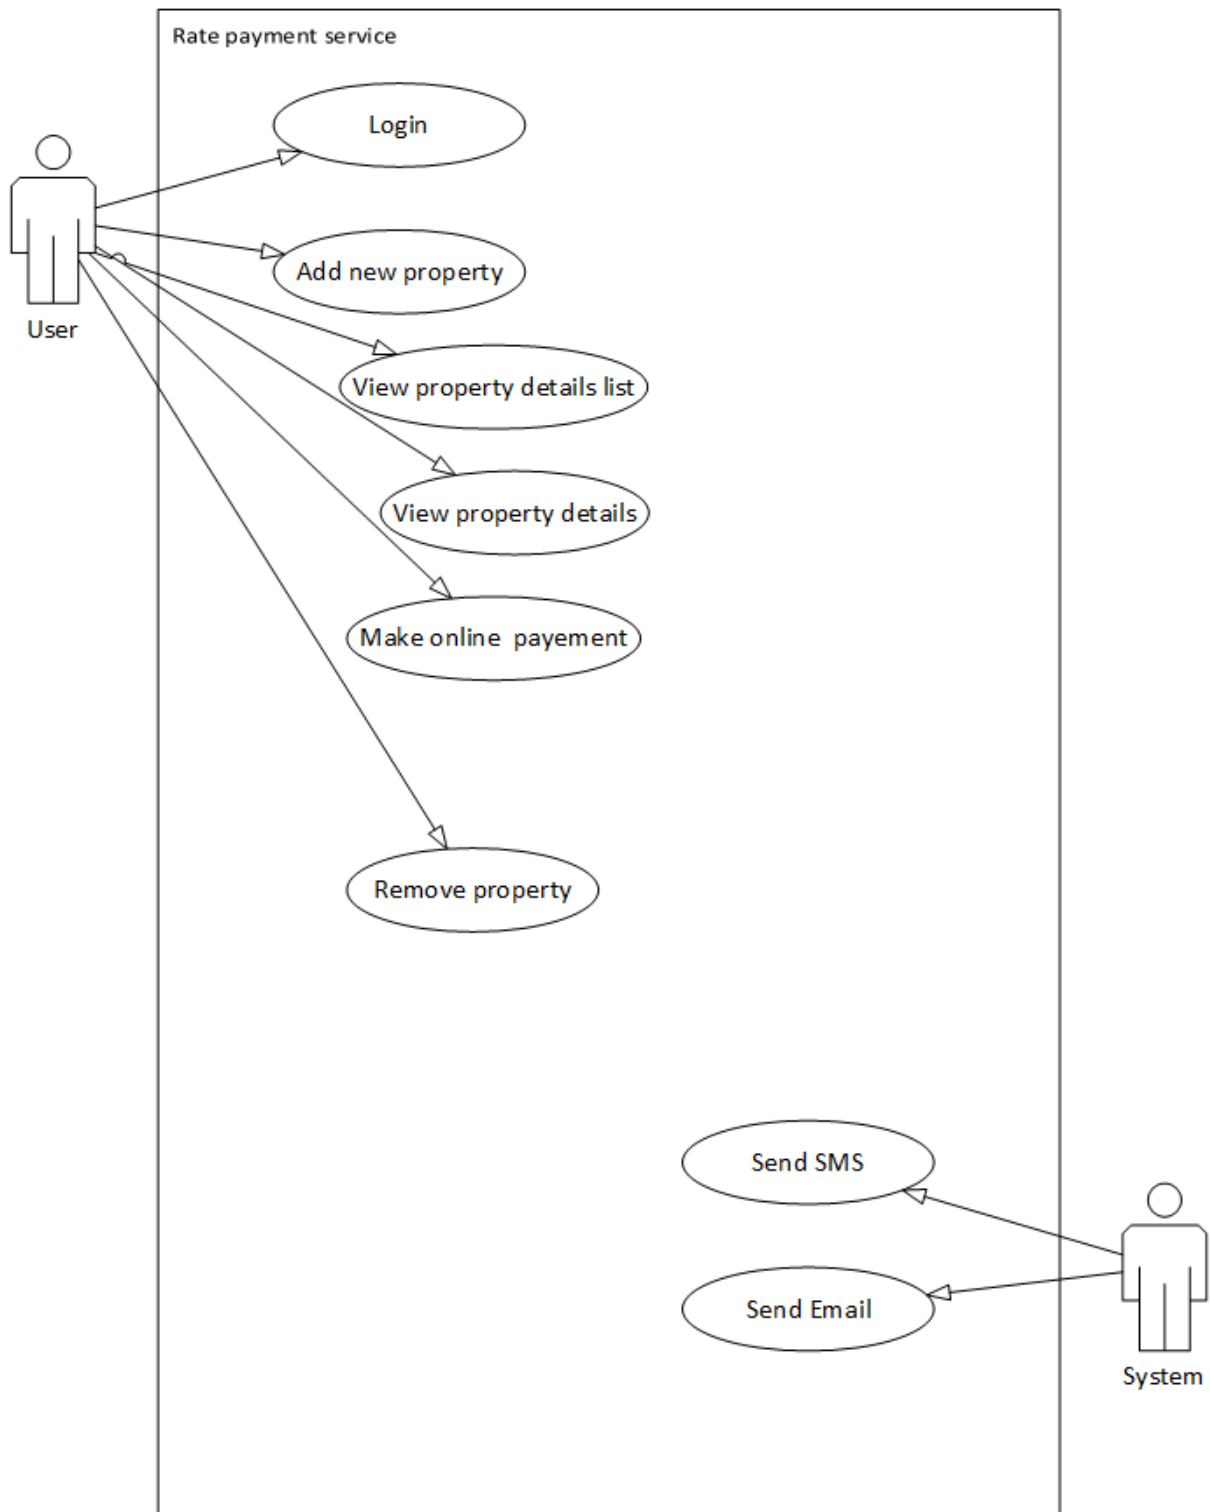 Rate payment service
Login
User
Add new property
View property details list
View property details
Make online  payement
Remove property
Send SMS
Send Email
System